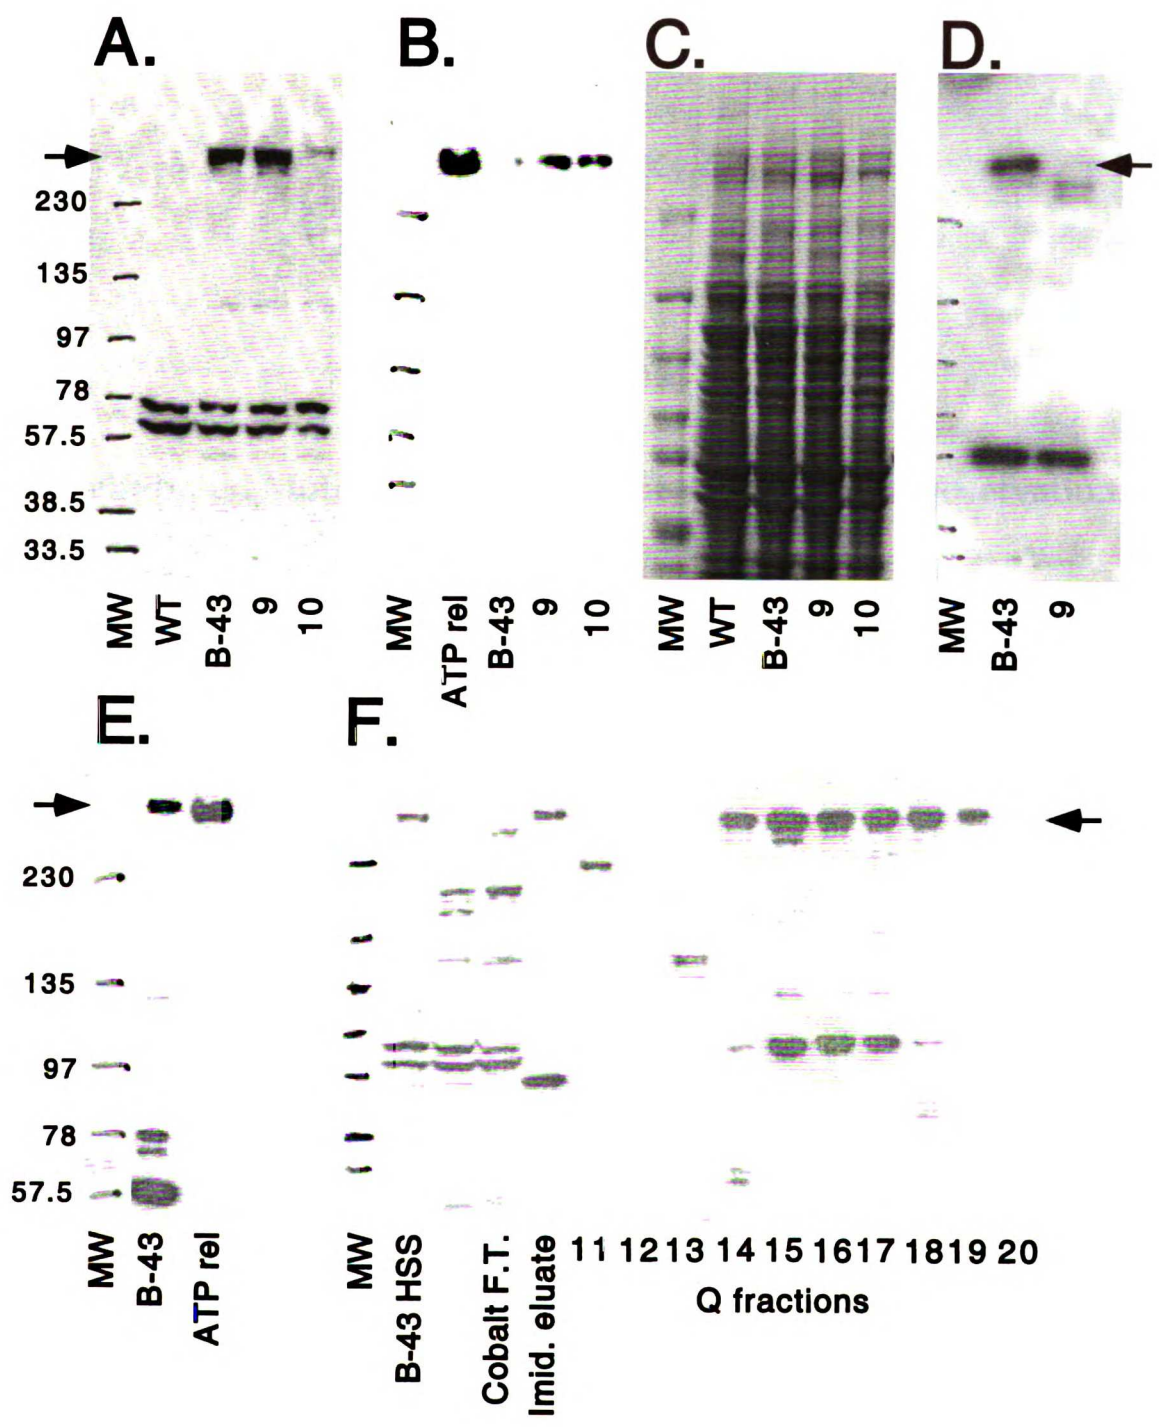 A.
B.
C.
D.
230
135
97
78
57.5
38.5
33.5
MW
WT
B-43
9
10
MW
ATP rel
B-43
9
10
MW
WT
B-43
9
10
MW
B-43
9
E.
F.
230
135
97
78
57.5
MW
B-43
ATP rel
MW
B-43 HSS
Cobalt F.T.
Imid. eluate
11 12 13 14 15 16 17 18 19 20
Q fractions